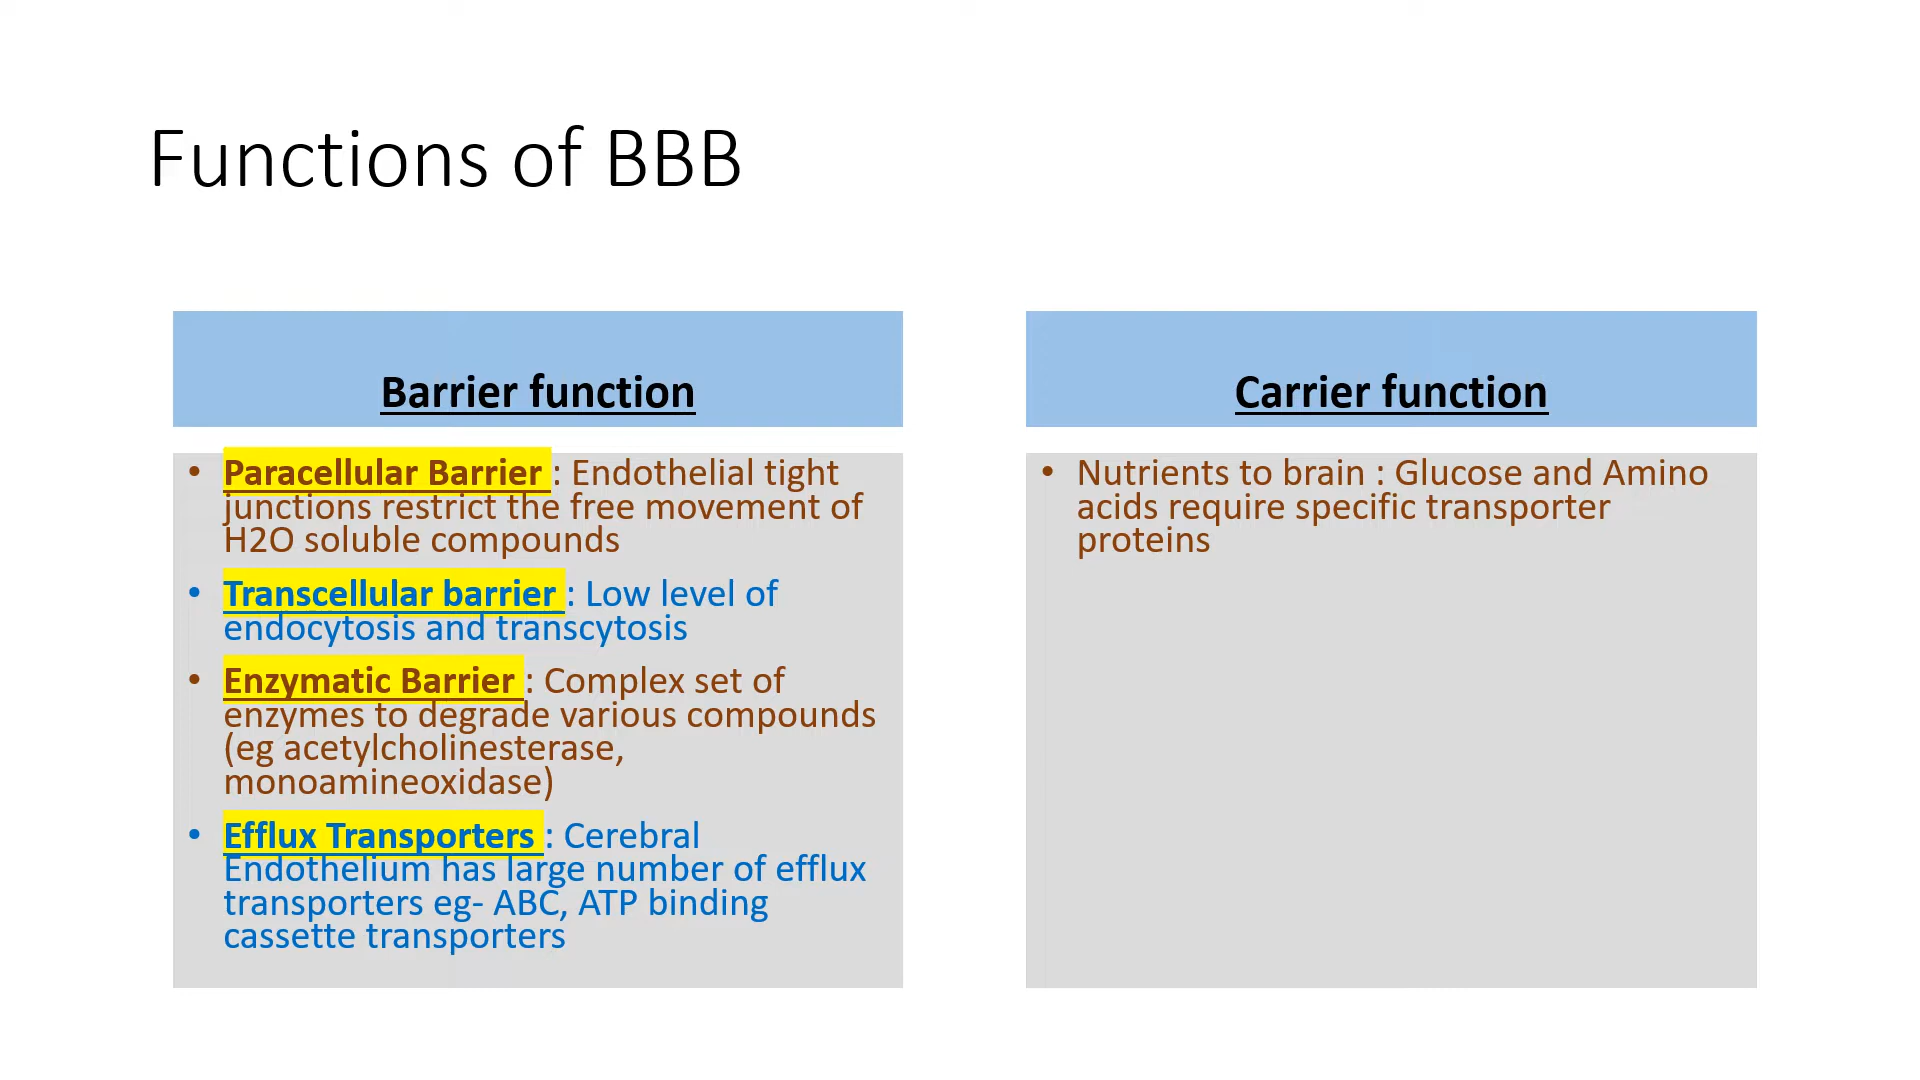 Functions of BBB
Barrier function
• Paracellular Barrier : Endothelial tight
junctions restrict the free movement of
H2O soluble compounds
• Transcellular barrier : Low level of
endocytosis and transcytosis
• Enzymatic Barrier : Complex set of
enzymes to degrade various compounds
(eg acetylcholinesterase,
monoamineoxidase)
• Efflux Transporters : Cerebral
Endothelium has large number of efflux
transporters eg- ABC, ATP binding
cassette transporters
Carrier function
• Nutrients to brain : Glucose and Amino
acids require specific transporter
proteins